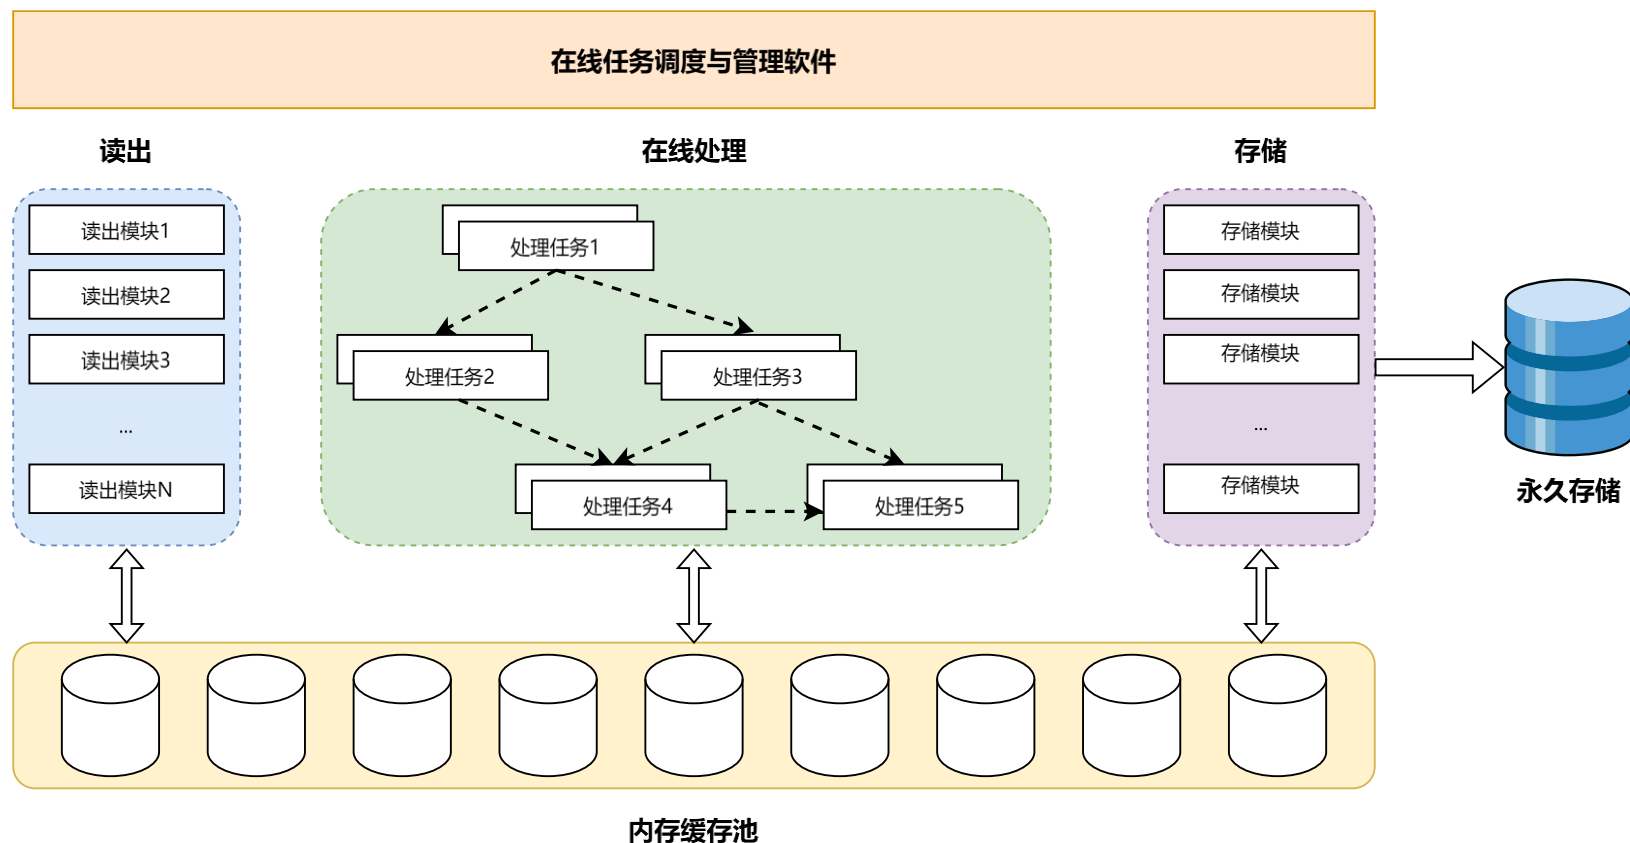 在线任务调度与管理软件
读出
在线处理
存储
读出模块1
读出模块2
读出模块3
...
读出模块N
处理任务1
处理任务2
处理任务3
处理任务4
处理任务5
存储模块
存储模块
存储模块
...
存储模块
永久存储
内存缓存池